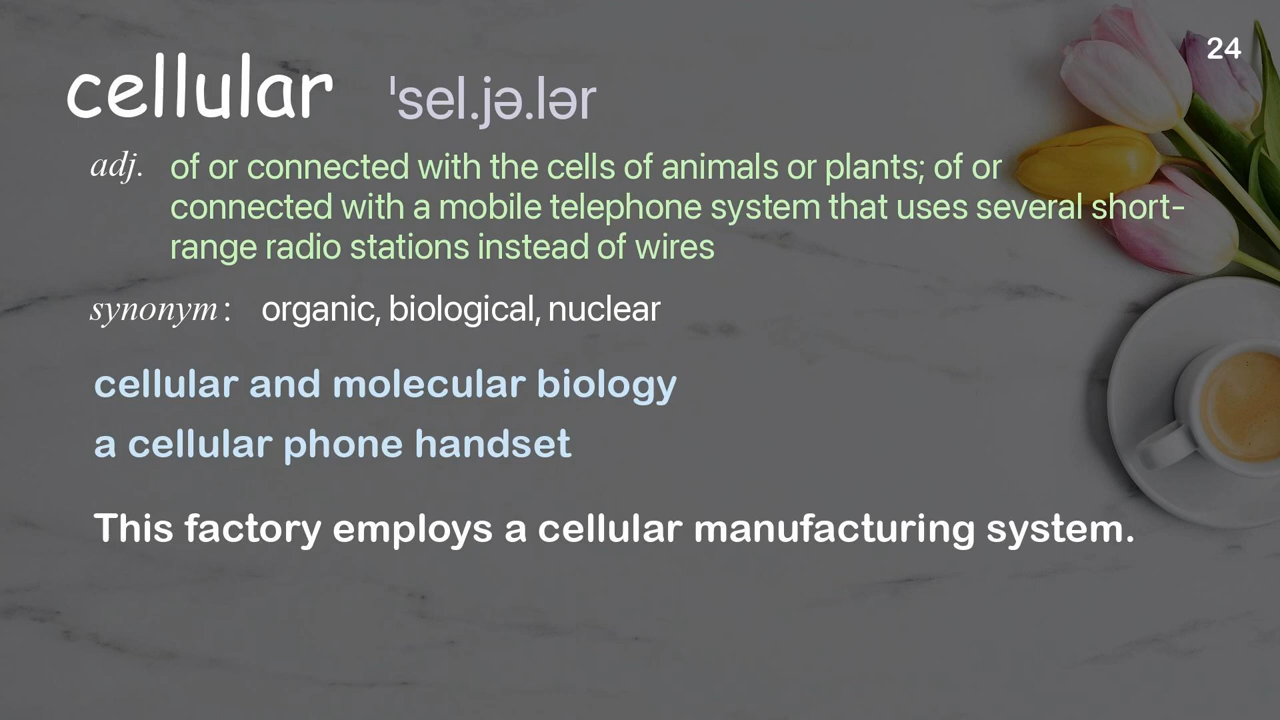 24
cellular ˈsel.jə.lər
adj. of or connected with the cells of animals or plants; of or
connected with a mobile telephone system that uses several short-
range radio stations instead of wires
synonym: organic, biological, nuclear
cellular and molecular biology
a cellular phone handset
This factory employs a cellular manufacturing system.